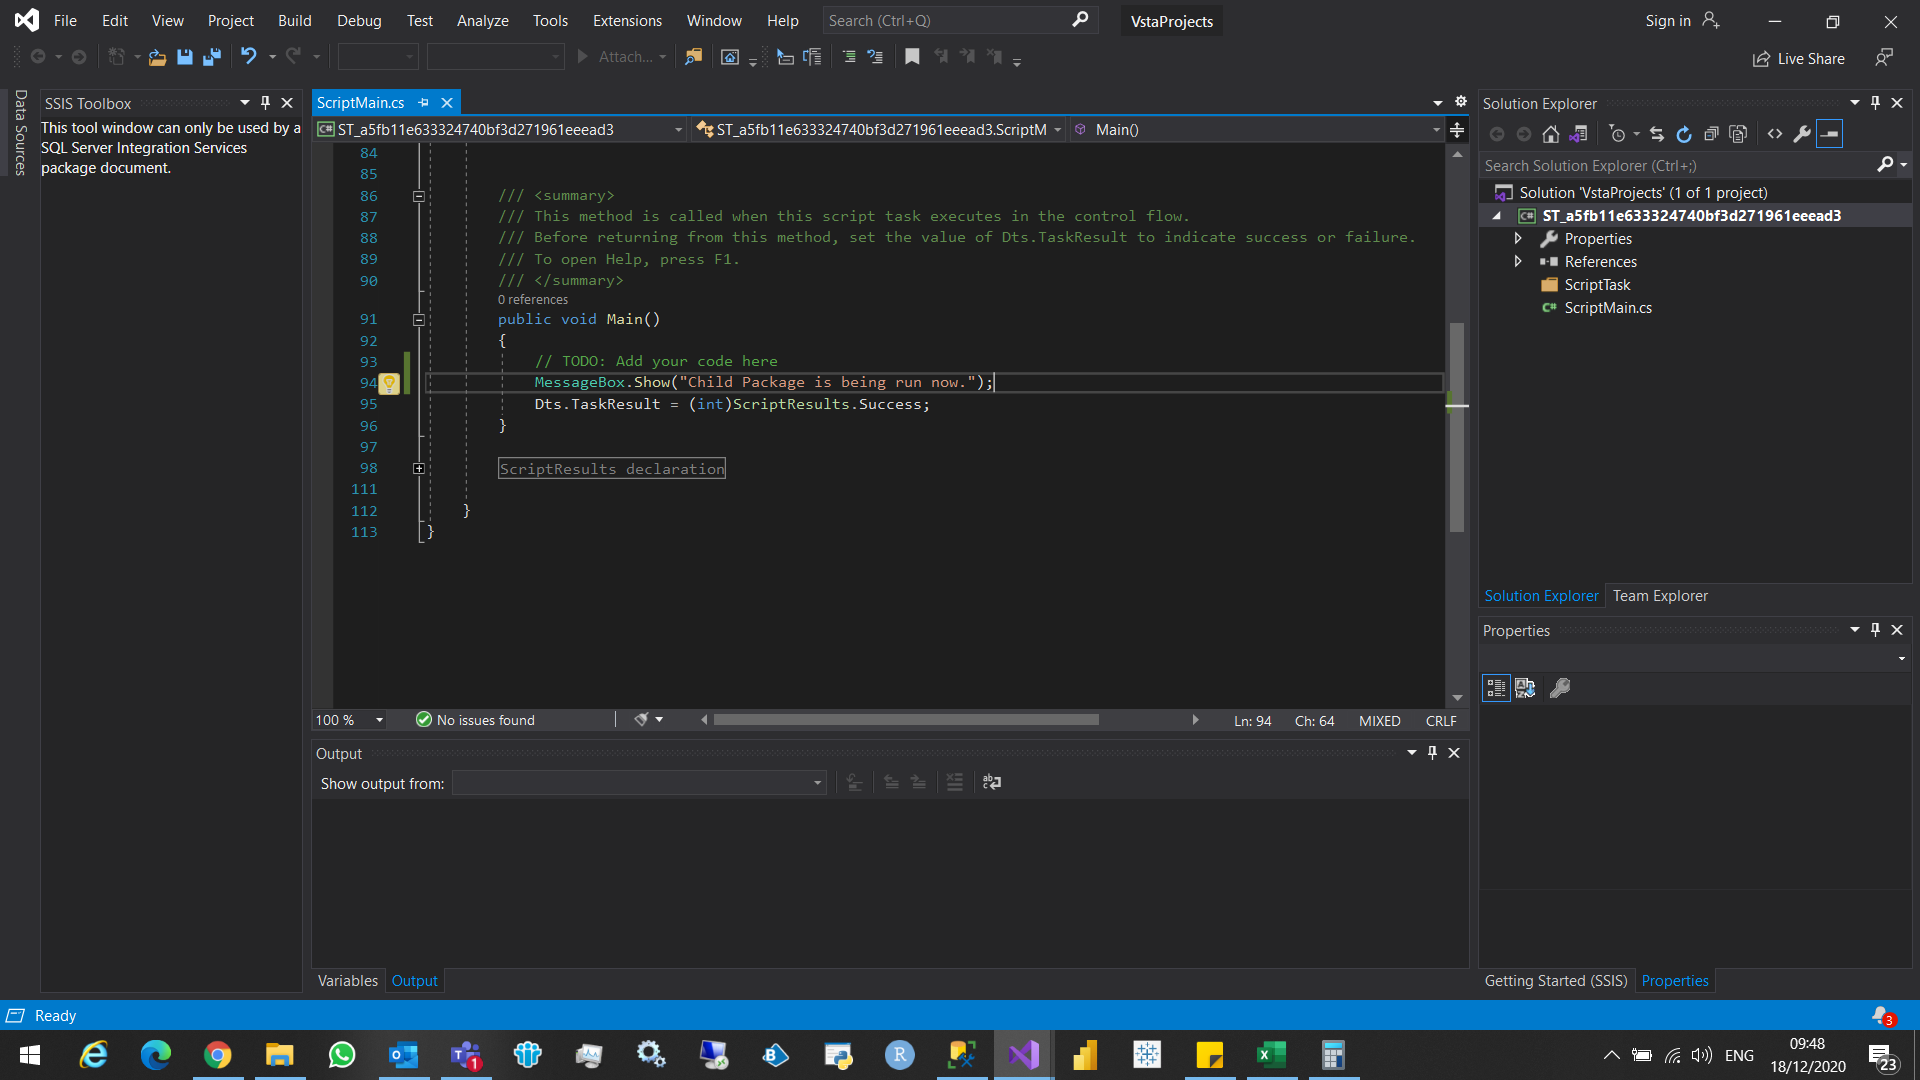 File Edit View Project Build Debug Test Analyze Tools Extensions Window Help Search (Ctrl+Q) VstaProjects Sign in
Attach... Live Share
Data Sources
SSIS Toolbox
This tool window can only be used by a
SQL Server Integration Services
package document.
ScriptMain.cs
ST_a5fb11e633324740bf3d271961eeead3 ST_a5fb11e633324740bf3d271961eeead3.ScriptM Main()
84
85
86 /// <summary>
87 /// This method is called when this script task executes in the control flow.
88 /// Before returning from this method, set the value of Dts.TaskResult to indicate success or failure.
89 /// To open Help, press F1.
90 /// </summary>
0 references
91 public void Main()
92 {
93 // TODO: Add your code here
94 MessageBox.Show("Child Package is being run now.");
95 Dts.TaskResult = (int)ScriptResults.Success;
96 }
97
98 ScriptResults declaration
111
112 }
113 }
100 % No issues found Ln: 94 Ch: 64 MIXED CRLF
Output
Show output from:
Variables Output
Solution Explorer
Search Solution Explorer (Ctrl+;)
Solution 'VstaProjects' (1 of 1 project)
C# ST_a5fb11e633324740bf3d271961eeead3
Properties
References
ScriptTask
C# ScriptMain.cs
Solution Explorer Team Explorer
Properties
Getting Started (SSIS) Properties
Ready 3
1 R ENG 09:48
18/12/2020 23